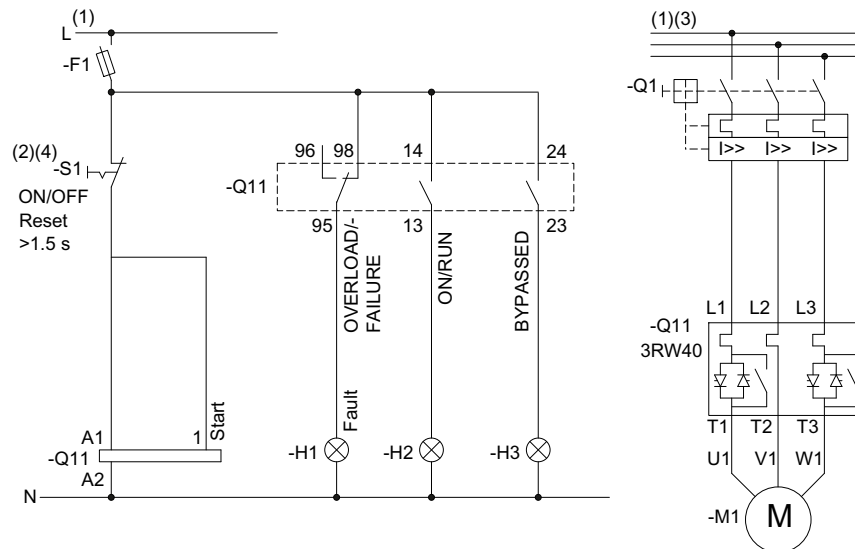 (1)
L
-F1
(2)(4)
-S1
ON/OFF
Reset
>1.5 s
96 98 14 24
-Q11
95 13 23
OVERLOAD/-
FAILURE
ON/RUN
BYPASSED
Fault
A1 1
Start
-Q11
A2
-H1 -H2 -H3
N
(1)(3)
-Q1
I>> I>> I>>
L1 L2 L3
-Q11
3RW40
T1 T2 T3
U1 V1 W1
-M1
M